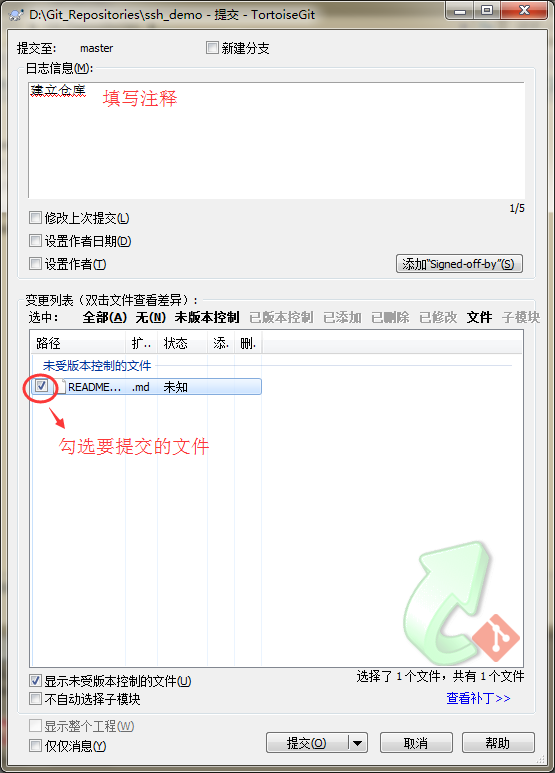 D:\Git_Repositories\ssh_demo - 提交 - TortoiseGit
提交至: master 新建分支
日志信息(M):
建立仓库
填写注释
1/5
修改上次提交(L)
设置作者日期(D)
设置作者(T)
添加"Signed-off-by"(S)
变更列表（双击文件查看差异）:
选中: 全部(A) 无(N) 未版本控制 已版本控制 已添加 已删除 已修改 文件 子模块
路径 扩.. 状态 添. 删.
未受版本控制的文件
README... .md 未知
勾选要提交的文件
显示未受版本控制的文件(U)
选择了 1 个文件，共有 1 个文件
不自动选择子模块
查看补丁>>
显示整个工程(W)
仅仅消息(Y)
提交(O) 取消 帮助